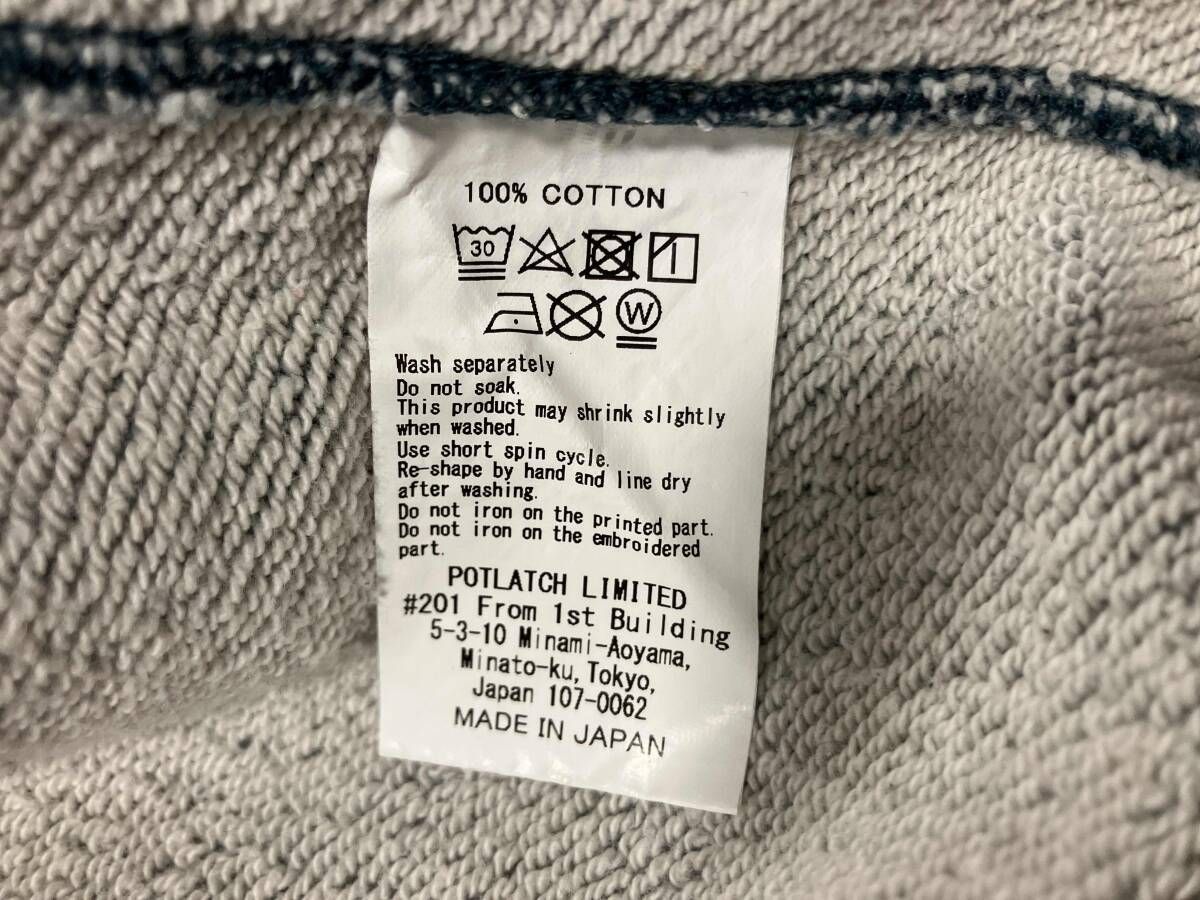 100% COTTON
30
W
Wash separately
Do not soak.
This product may shrink slightly
when washed.
Use short spin cycle.
Re-shape by hand and line dry
after washing.
Do not iron on the printed part.
Do not iron on the embroidered
part.
POTLATCH LIMITED
#201 From 1st Building
5-3-10 Minami-Aoyama,
Minato-ku, Tokyo,
Japan 107-0062
MADE IN JAPAN